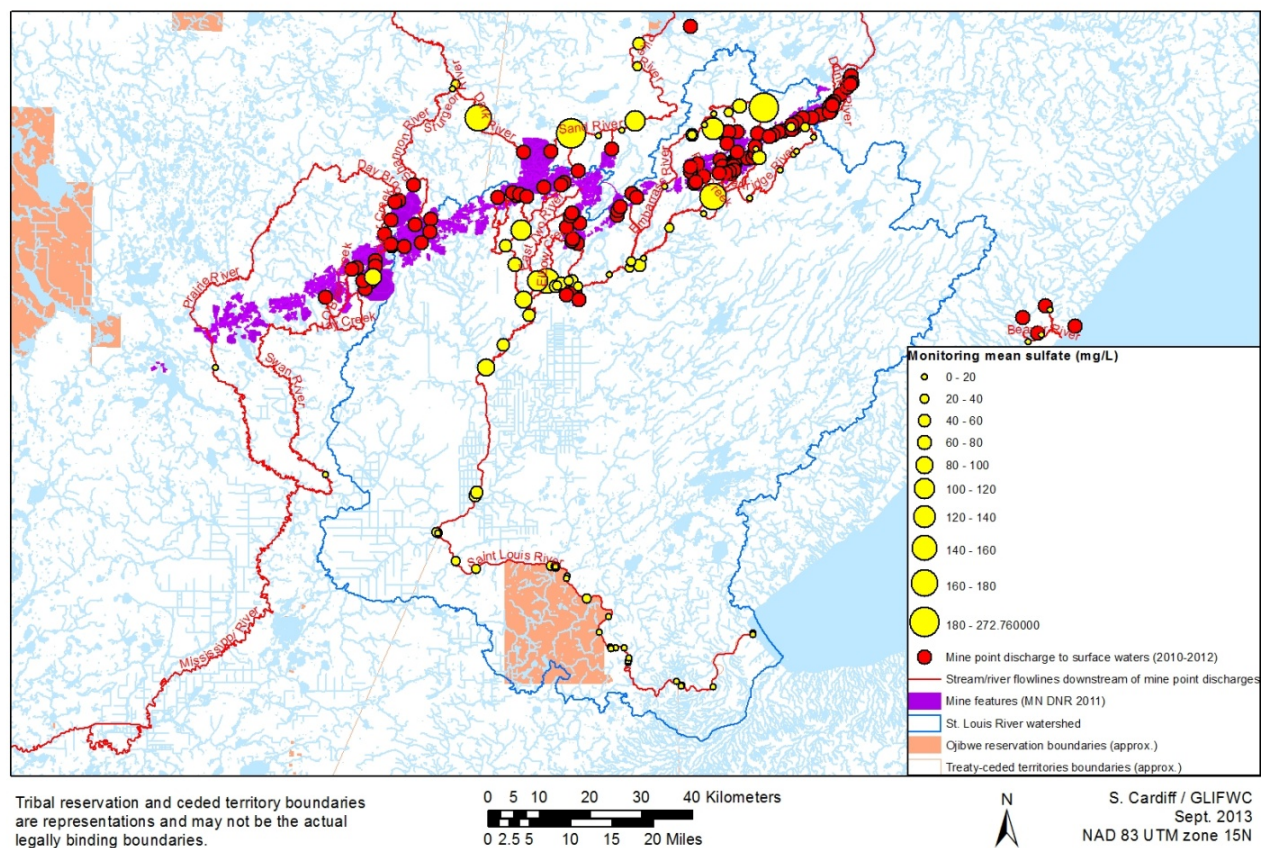 Sturgeon River
Dark River
Sand River
Prairie River
Swan River
Mississippi River
Saint Louis River
Embarrass River
Partridge River
Dunka River
Beaver River
Monitoring mean sulfate (mg/L)
0 - 20
20 - 40
40 - 60
60 - 80
80 - 100
100 - 120
120 - 140
140 - 160
160 - 180
180 - 272.760000
Mine point discharge to surface waters (2010-2012)
Stream/river flowlines downstream of mine point discharges
Mine features (MN DNR 2011)
St. Louis River watershed
Ojibwe reservation boundaries (approx.)
Treaty-ceded territories boundaries (approx.)
Tribal reservation and ceded territory boundaries
are representations and may not be the actual
legally binding boundaries.
0 5 10 20 30 40 Kilometers
0 2.5 5 10 15 20 Miles
N
S. Cardiff / GLIFWC
Sept. 2013
NAD 83 UTM zone 15N